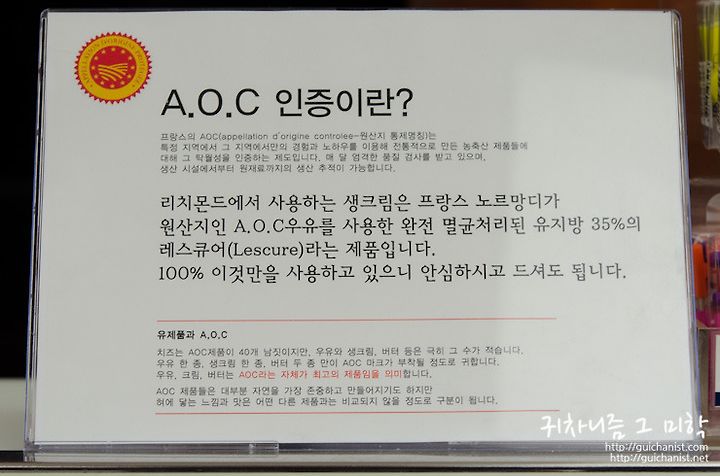 APPELLATION D'ORIGINE PROTÉGÉE
A.O.C 인증이란?
프랑스의 AOC(appellation d'origine controlee-원산지 통제명칭)는
특정 지역에서 그 지역에서만의 경험과 노하우를 이용해 전통적으로 만든 농축산 제품들에
대해 그 탁월성을 인증하는 제도입니다. 매 달 엄격한 품질 검사를 받고 있으며,
생산 시설에서부터 원재료까지의 생산 추적이 가능합니다.
리치몬드에서 사용하는 생크림은 프랑스 노르망디가
원산지인 A.O.C우유를 사용한 완전 멸균처리된 유지방 35%의
레스큐어(Lescure)라는 제품입니다.
100% 이것만을 사용하고 있으니 안심하시고 드셔도 됩니다.
유제품과 A.O.C
치즈는 AOC제품이 40개 남짓이지만, 우유와 생크림, 버터 등은 극히 그 수가 적습니다.
우유 한 종, 생크림 한 종, 버터 두 종 만이 AOC 마크가 부착될 정도로 귀합니다.
우유, 크림, 버터는 AOC라는 자체가 최고의 제품임을 의미합니다.
AOC 제품들은 대부분 자연을 가장 존중하고 만들어지기도 하지만
혀에 닿는 느낌과 맛은 어떤 다른 제품과는 비교되지 않을 정도로 구분이 됩니다.
귀차니즘 그 미학
http://guichanist.com
http://guichanist.net